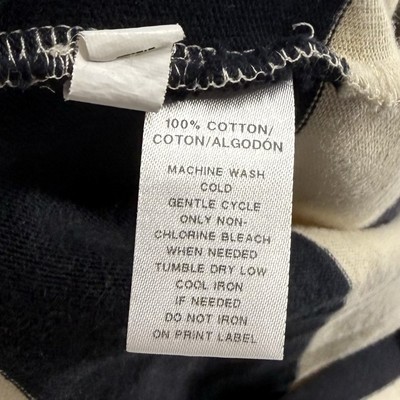 100% COTTON/
COTON/ALGODÓN
MACHINE WASH
COLD
GENTLE CYCLE
ONLY NON-
CHLORINE BLEACH
WHEN NEEDED
TUMBLE DRY LOW
COOL IRON
IF NEEDED
DO NOT IRON
ON PRINT LABEL